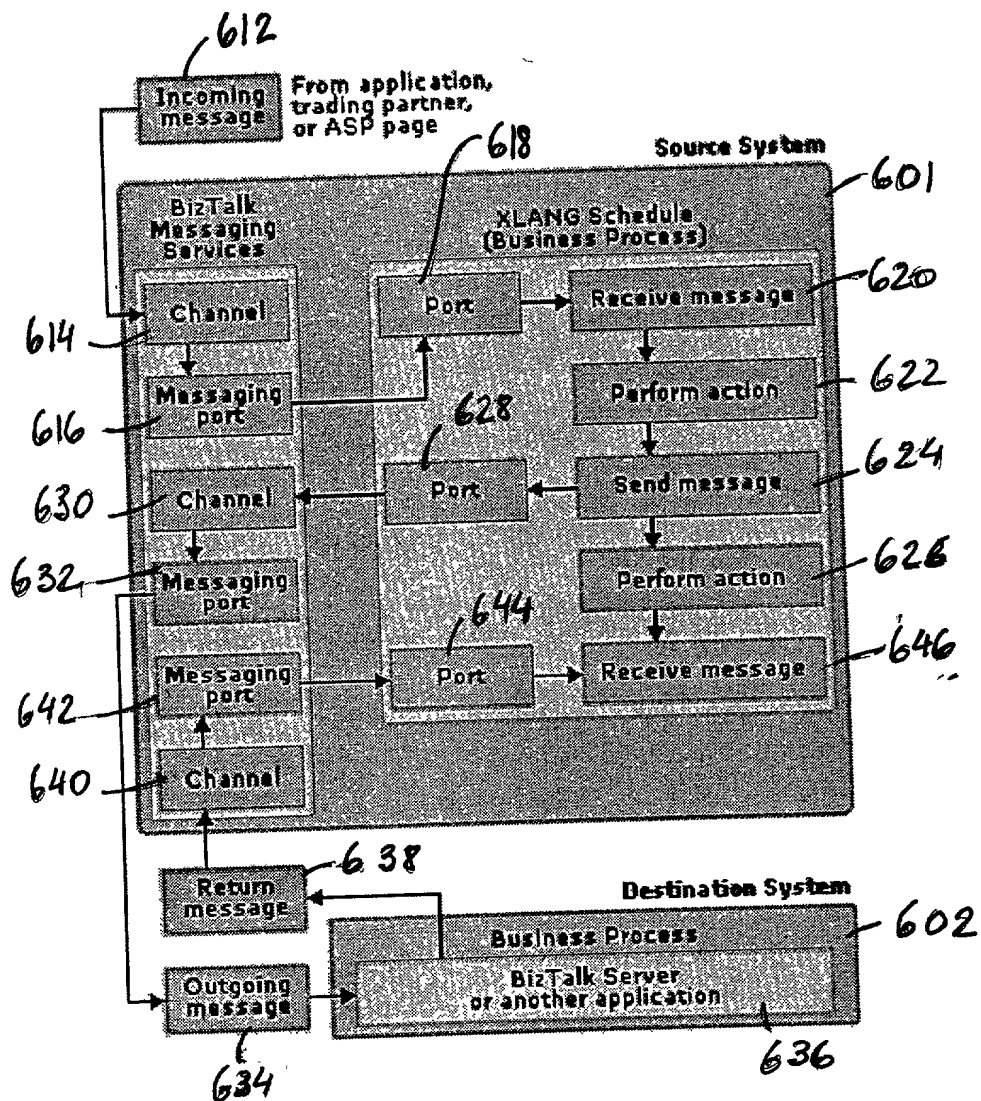 612
Incoming
message
From application,
trading partner,
or ASP page
618
Source System
601
BizTalk
Messaging
Services
XLANG Schedule
(Business Process)
Channel
614
Port
Receive message
620
Messaging
port
616
Perform action
622
628
Channel
630
Port
Send message
624
Messaging
port
632
Perform action
626
644
Messaging
port
642
Port
Receive message
646
Channel
640
Return
message
638
Destination System
602
Business Process
Outgoing
message
634
BizTalk Server
or another application
636